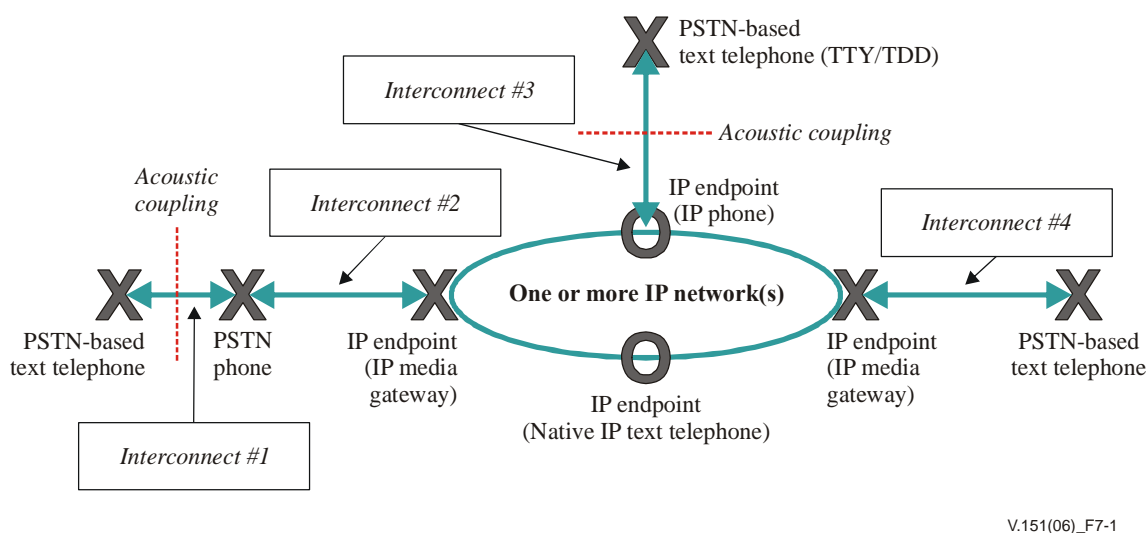 PSTN-based
text telephone (TTY/TDD)
Interconnect #3
Acoustic coupling
Acoustic
coupling
Interconnect #2
IP endpoint
(IP phone)
Interconnect #4
One or more IP network(s)
PSTN-based
text telephone
PSTN
phone
IP endpoint
(IP media
gateway)
IP endpoint
(Native IP text telephone)
IP endpoint
(IP media
gateway)
PSTN-based
text telephone
Interconnect #1
V.151(06)_F7-1